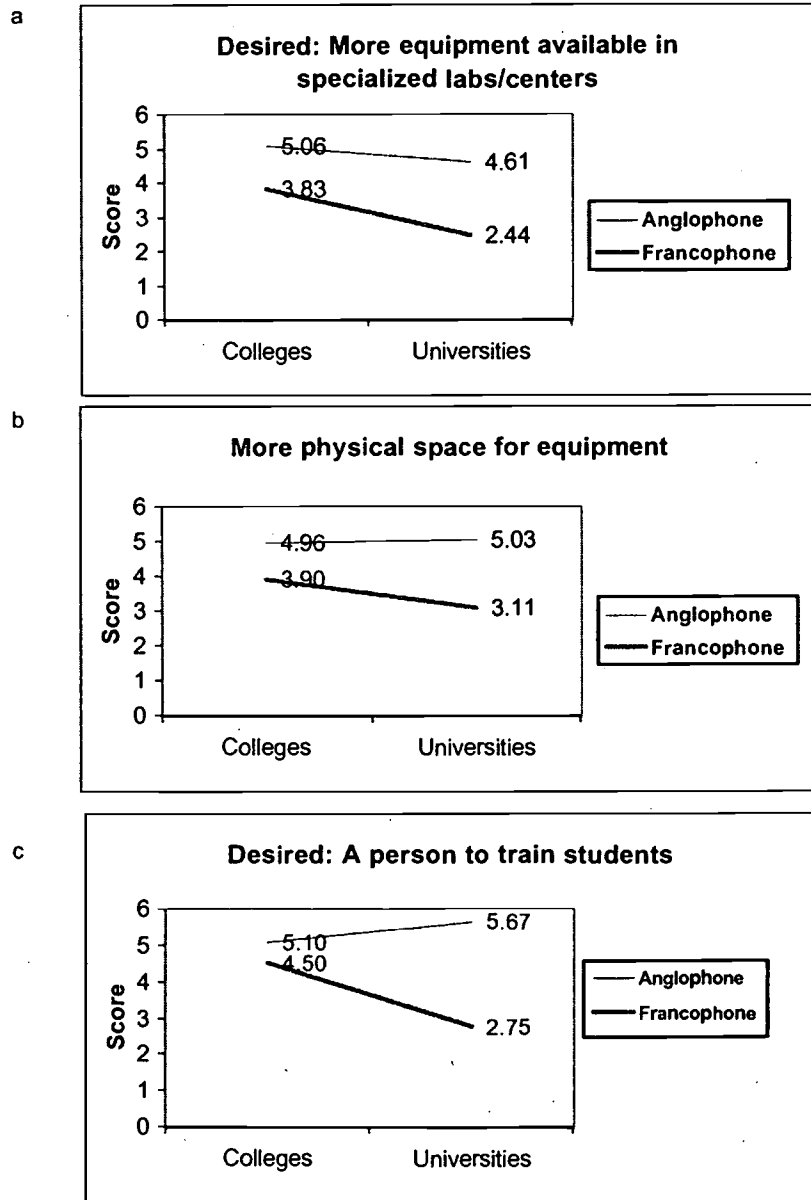 a
Desired: More equipment available in
specialized labs/centers
6
5
4
3
2
1
0
Score
5.06
4.61
3.83
2.44
Colleges
Universities
Anglophone
Francophone
b
More physical space for equipment
6
5
4
3
2
1
0
Score
4.96
5.03
3.90
3.11
Colleges
Universities
Anglophone
Francophone
c
Desired: A person to train students
6
5
4
3
2
1
0
Score
5.10
5.67
4.50
2.75
Colleges
Universities
Anglophone
Francophone